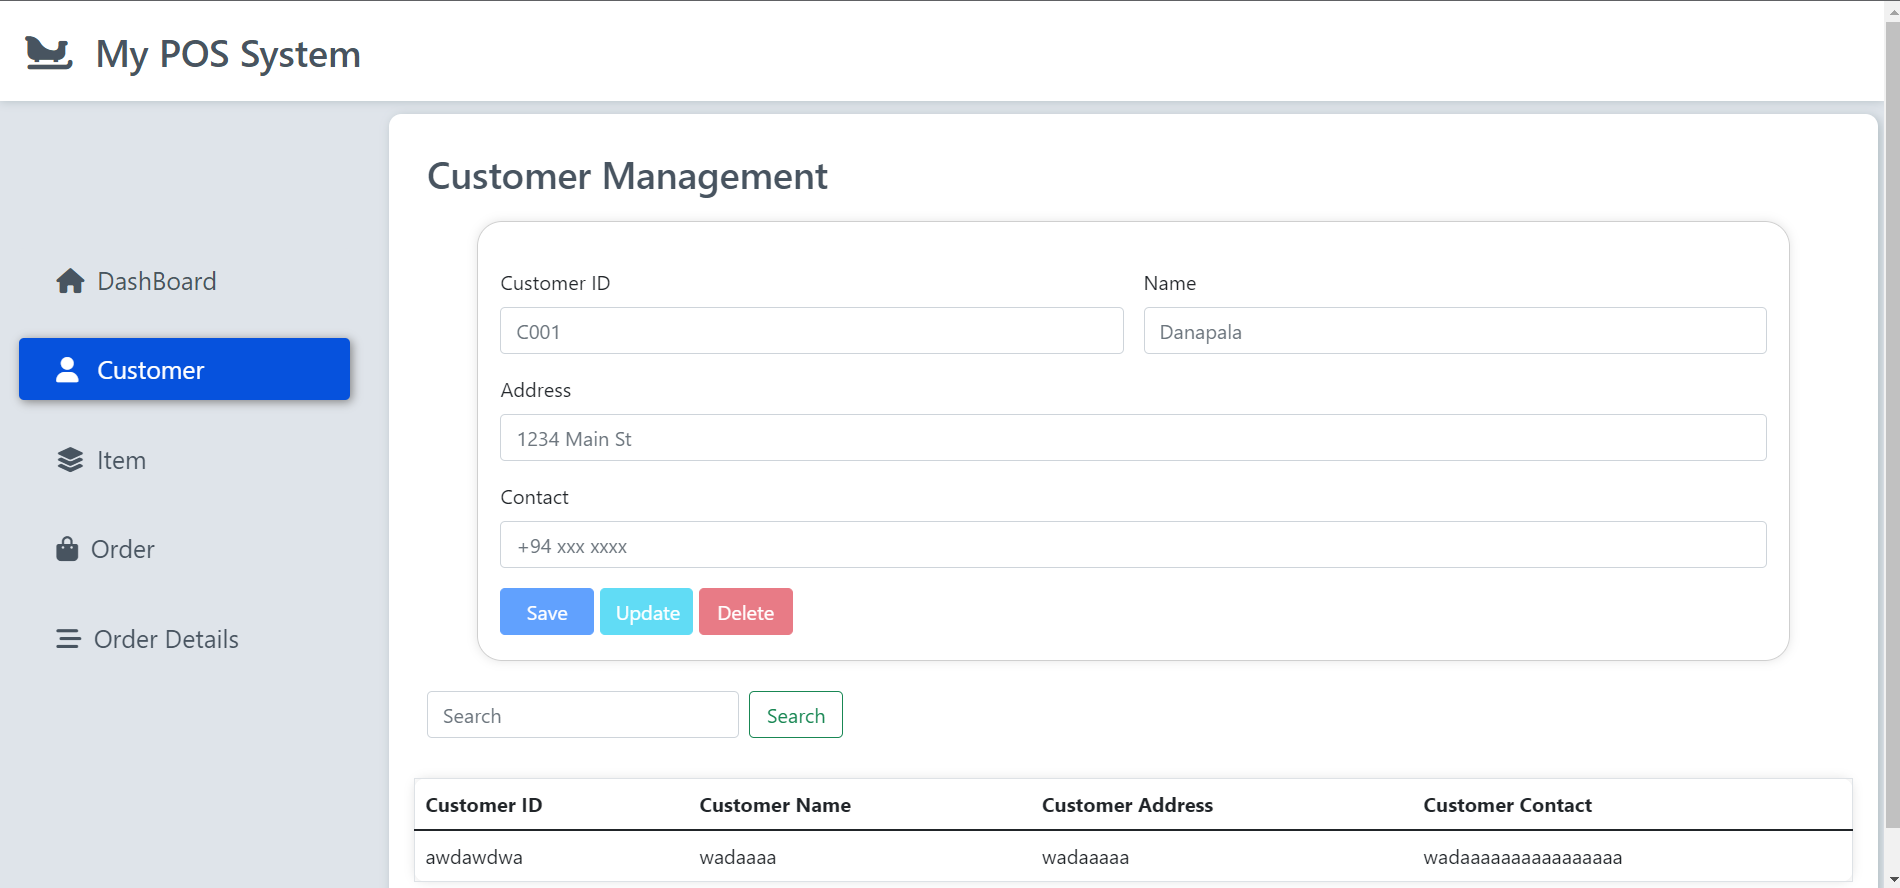 My POS System
DashBoard
Customer
Item
Order
Order Details
Customer Management
Customer ID Name
C001 Danapala
Address
1234 Main St
Contact
+94 xxx xxxx
Save Update Delete
Search Search
Customer ID Customer Name Customer Address Customer Contact
awdawdwa wadaaaa wadaaaaa wadaaaaaaaaaaaaaaaa